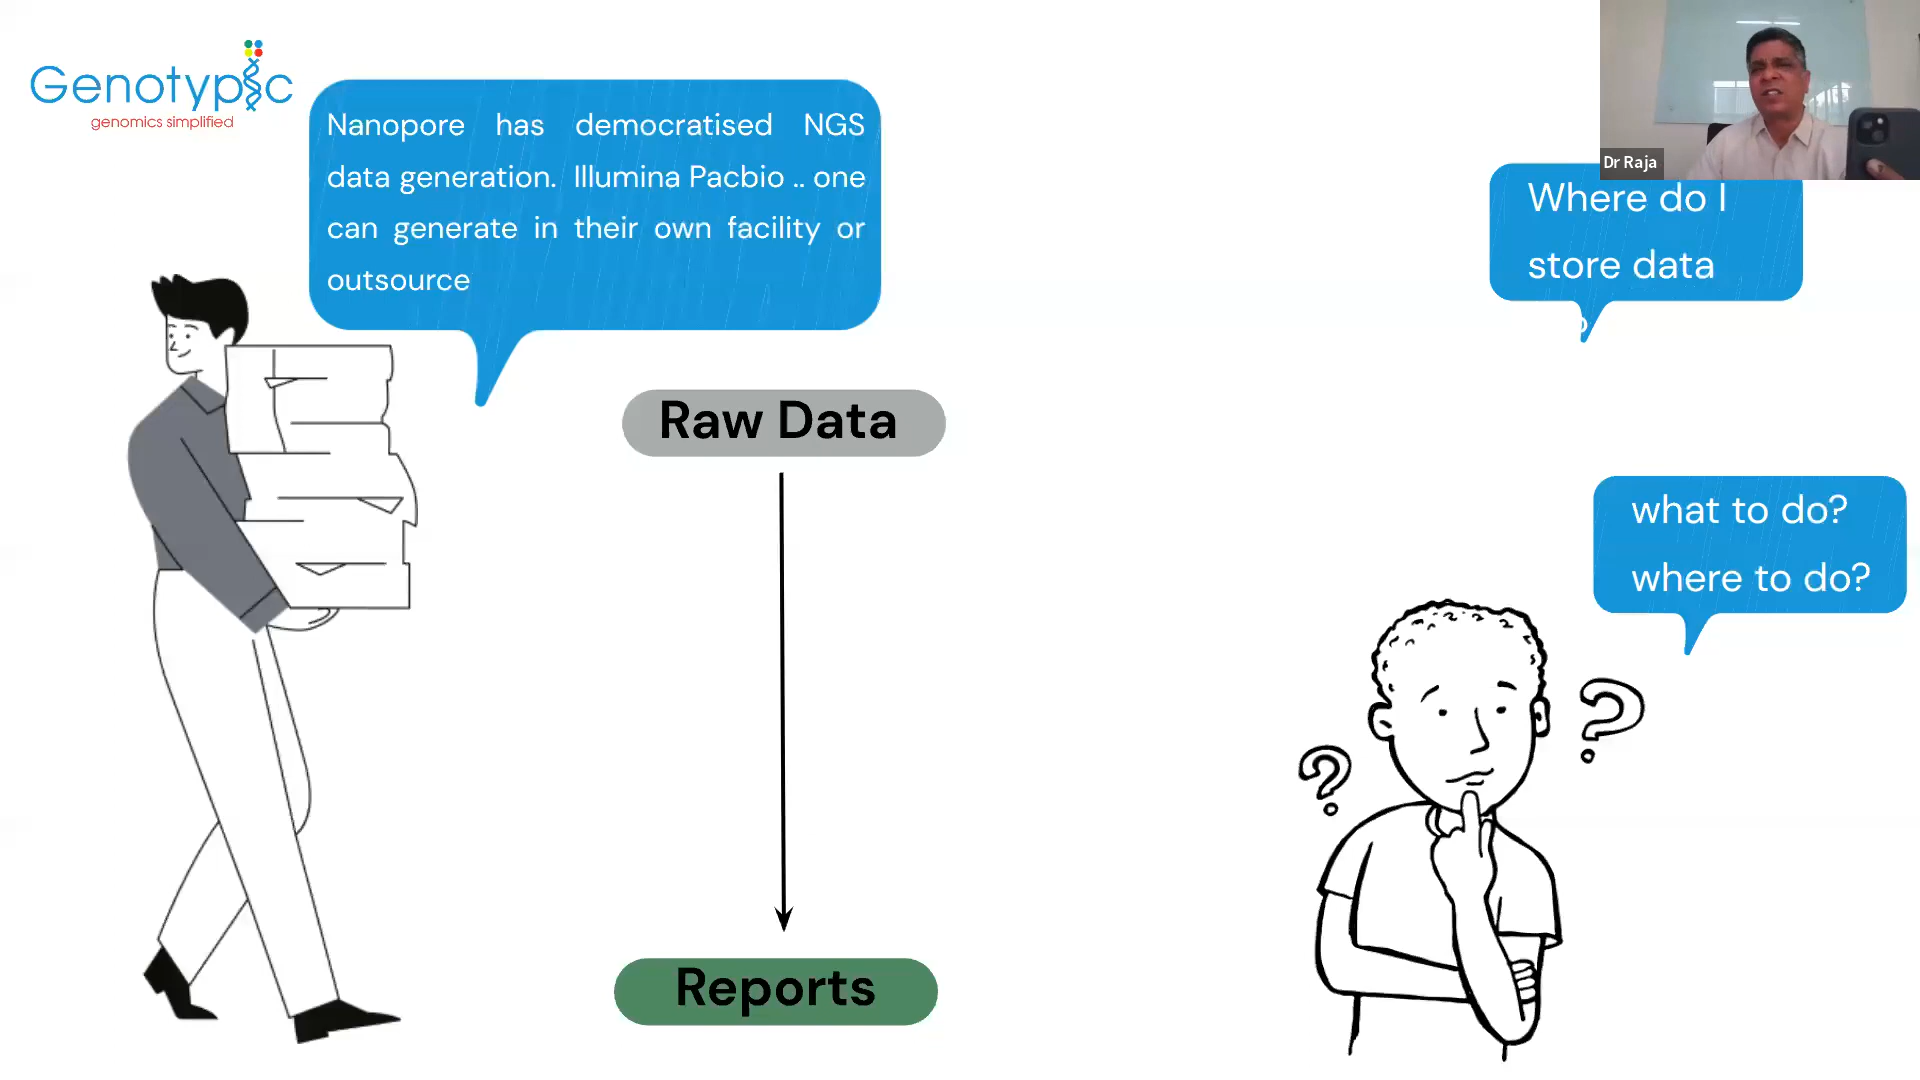 Genotypic
genomics simplified
Nanopore has democratised NGS
data generation. Illumina Pacbio .. one
can generate in their own facility or
outsource
Dr Raja
Where do I
store data
?
Raw Data
what to do?
where to do?
?
?
Reports